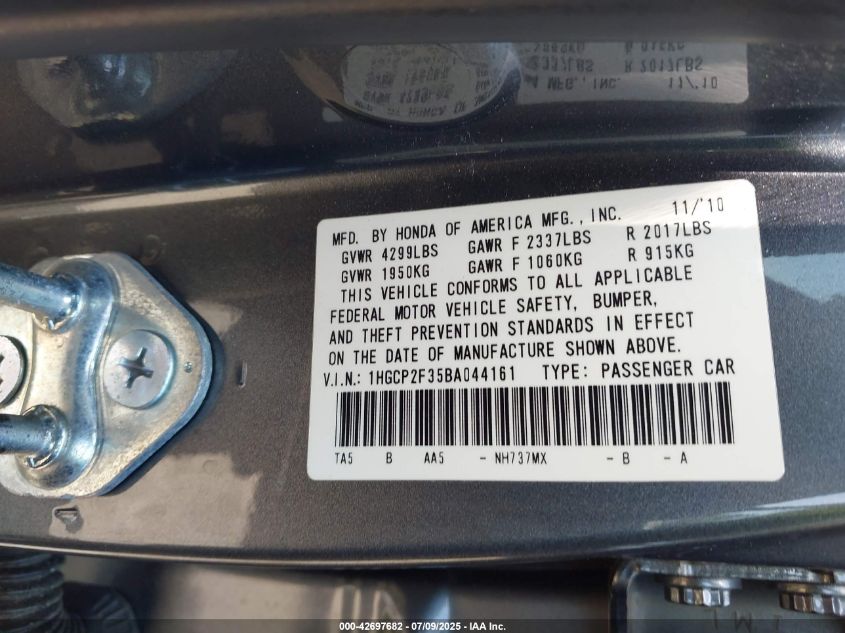 MFD. BY HONDA OF AMERICA MFG., INC. 11/'10
GVWR 4299LBS GAWR F 2337LBS R 2017LBS
GVWR 1950KG GAWR F 1060KG R 915KG
THIS VEHICLE CONFORMS TO ALL APPLICABLE
FEDERAL MOTOR VEHICLE SAFETY, BUMPER,
AND THEFT PREVENTION STANDARDS IN EFFECT
ON THE DATE OF MANUFACTURE SHOWN ABOVE.
V.I.N.: 1HGCP2F35BA044161 TYPE: PASSENGER CAR
TA5 B AA5 - NH737MX - B - A
000-42697682 - 07/09/2025 - IAA Inc.